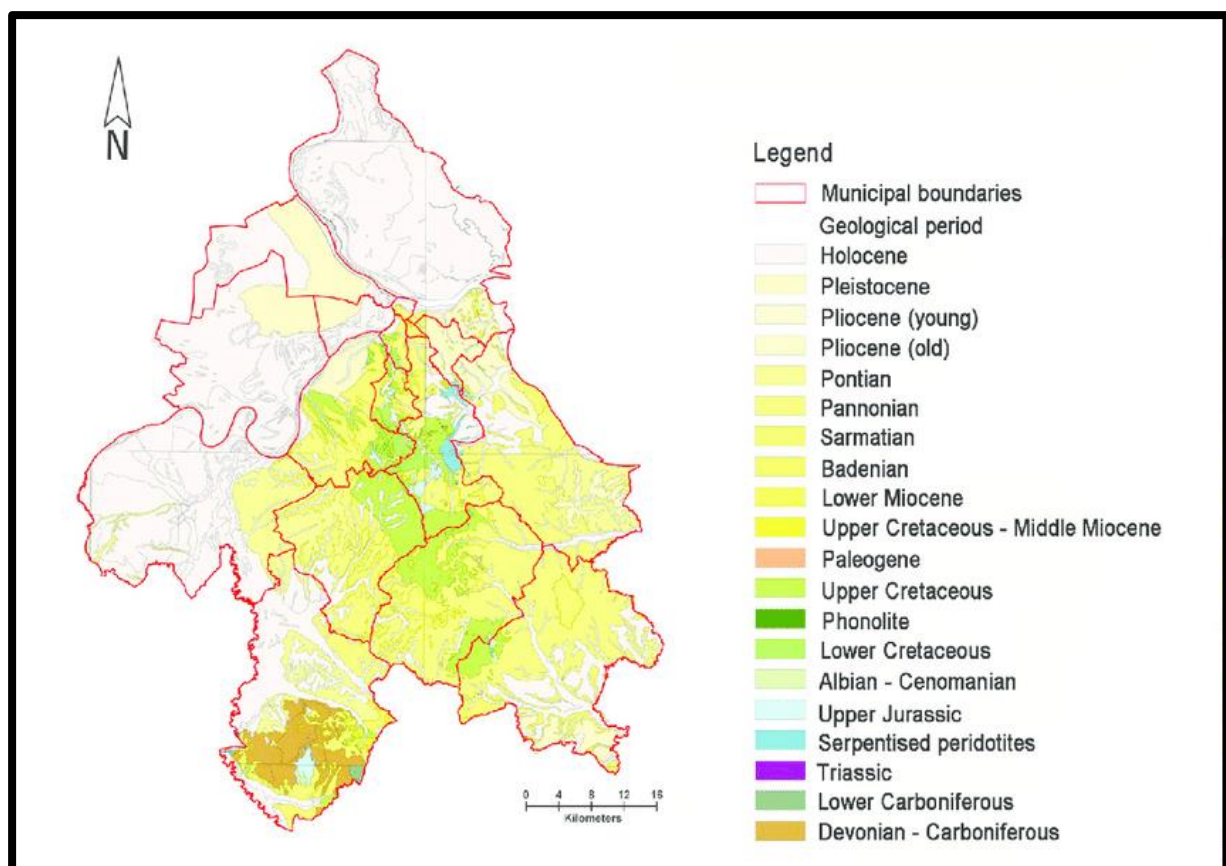 N
Legend
Municipal boundaries
Geological period
Holocene
Pleistocene
Pliocene (young)
Pliocene (old)
Pontian
Pannonian
Sarmatian
Badenian
Lower Miocene
Upper Cretaceous - Middle Miocene
Paleogene
Upper Cretaceous
Phonolite
Lower Cretaceous
Albian - Cenomanian
Upper Jurassic
Serpentised peridotites
Triassic
Lower Carboniferous
Devonian - Carboniferous
0 4 8 12 16
Kilometers